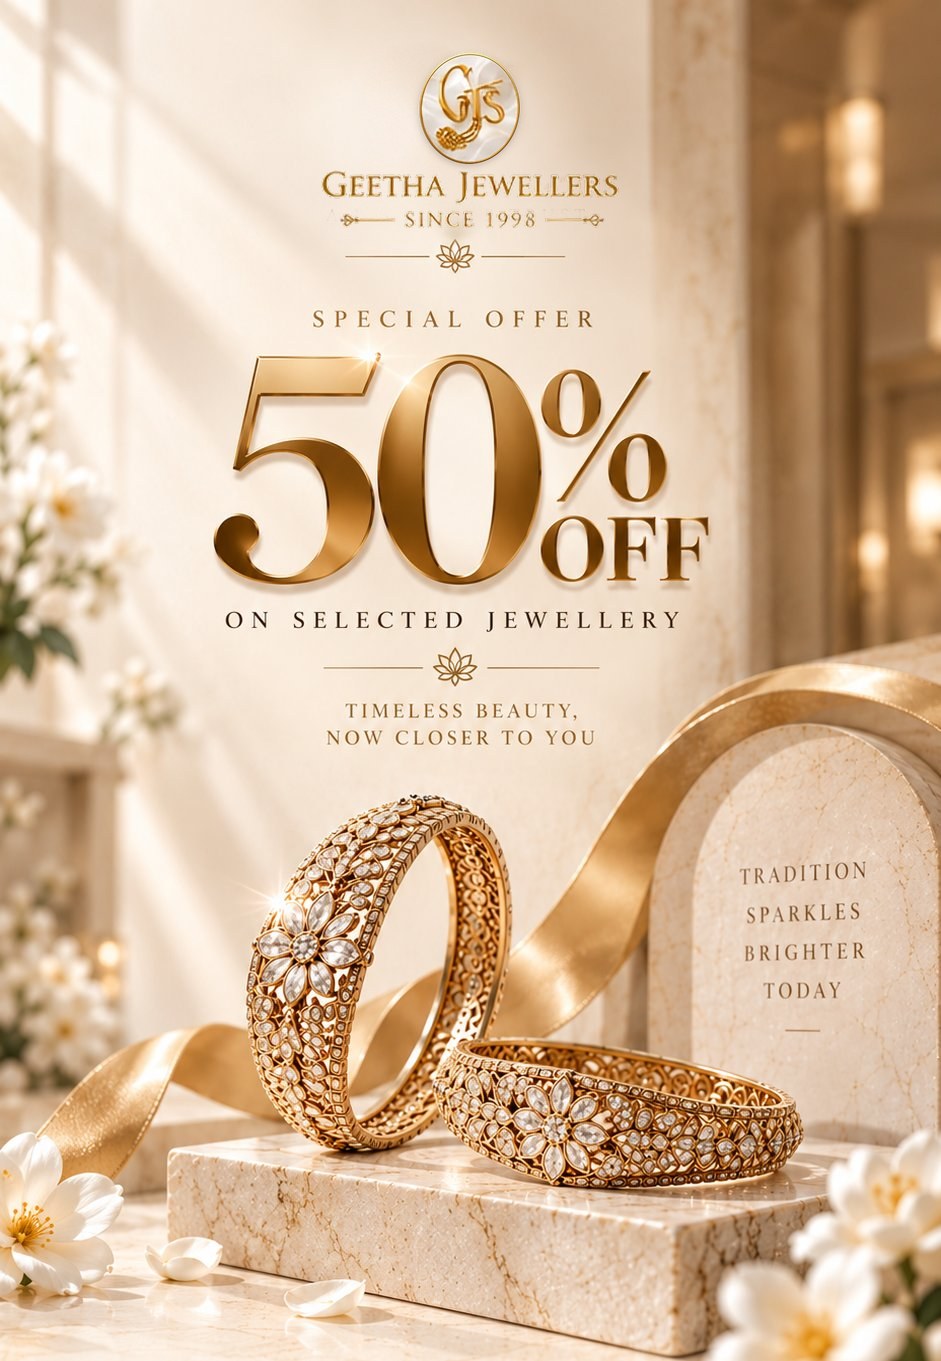 GJS
GEETHA JEWELLERS
SINCE 1998
SPECIAL OFFER
50%
OFF
ON SELECTED JEWELLERY
TIMELESS BEAUTY,
NOW CLOSER TO YOU
TRADITION
SPARKLES
BRIGHTER
TODAY